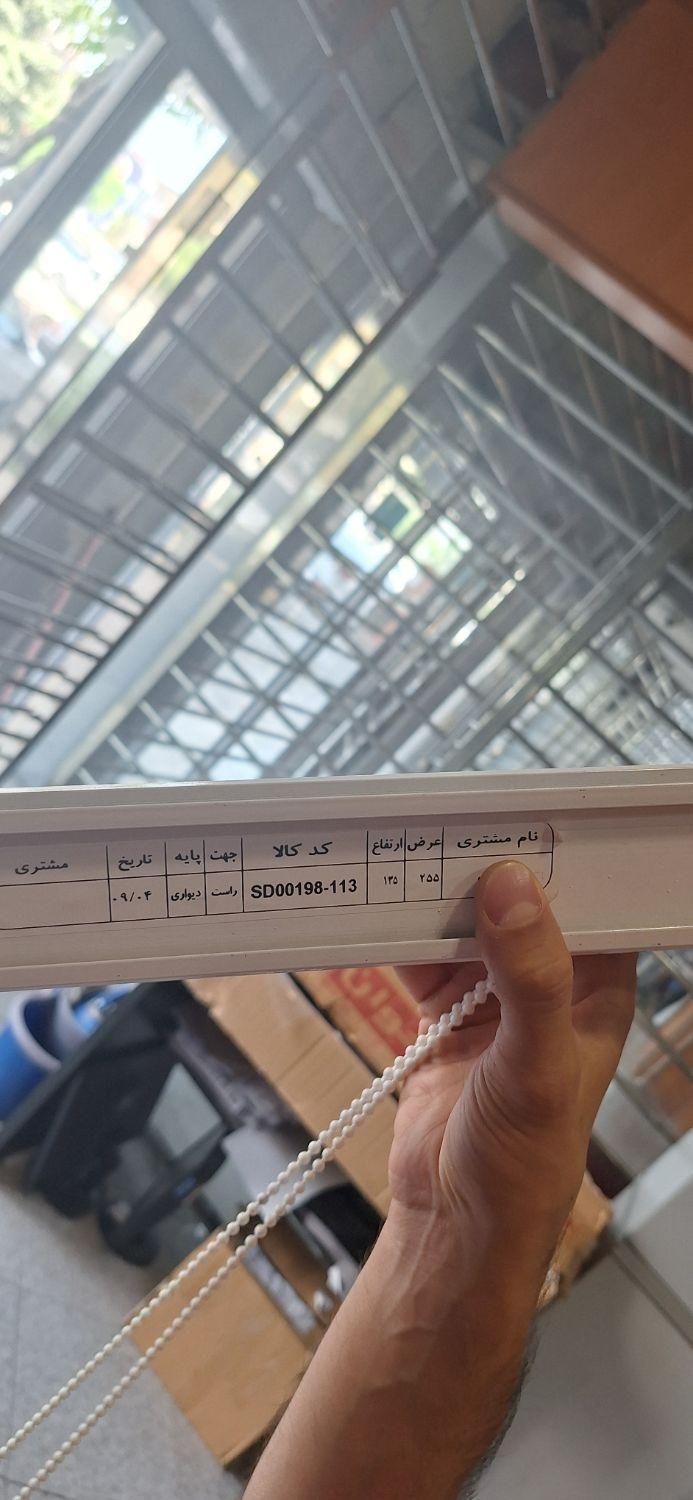 نام مشتری عرض ارتفاع کد کالا جهت پایه تاریخ مشتری
۲۵۵ ۱۳۵ SD00198-113 راست دیواری ۰۹/۰۴